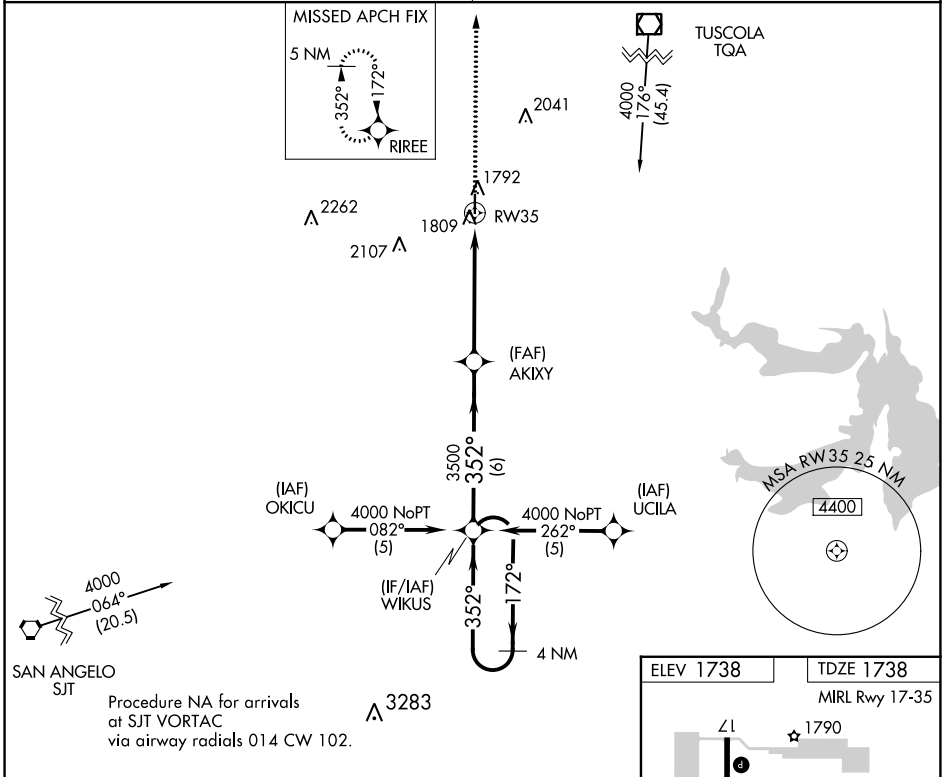 MISSED APCH FIX
5 NM
352°
172°
RIREE
TUSCOLA
TQA
4000
176°
(45.4)
2041
1792
2262
1809
RW35
2107
(FAF)
AKIXY
3500
352°
(6)
MSA RW35 25 NM
4400
(IAF)
OKICU
4000 NoPT
082°
(5)
4000 NoPT
262°
(5)
(IAF)
UCILA
(IF/IAF)
WIKUS
352°
172°
4 NM
4000
064°
(20.5)
SAN ANGELO
SJT
Procedure NA for arrivals
at SJT VORTAC
via airway radials 014 CW 102.
3283
ELEV 1738
TDZE 1738
MIRL Rwy 17-35
17
1790
P